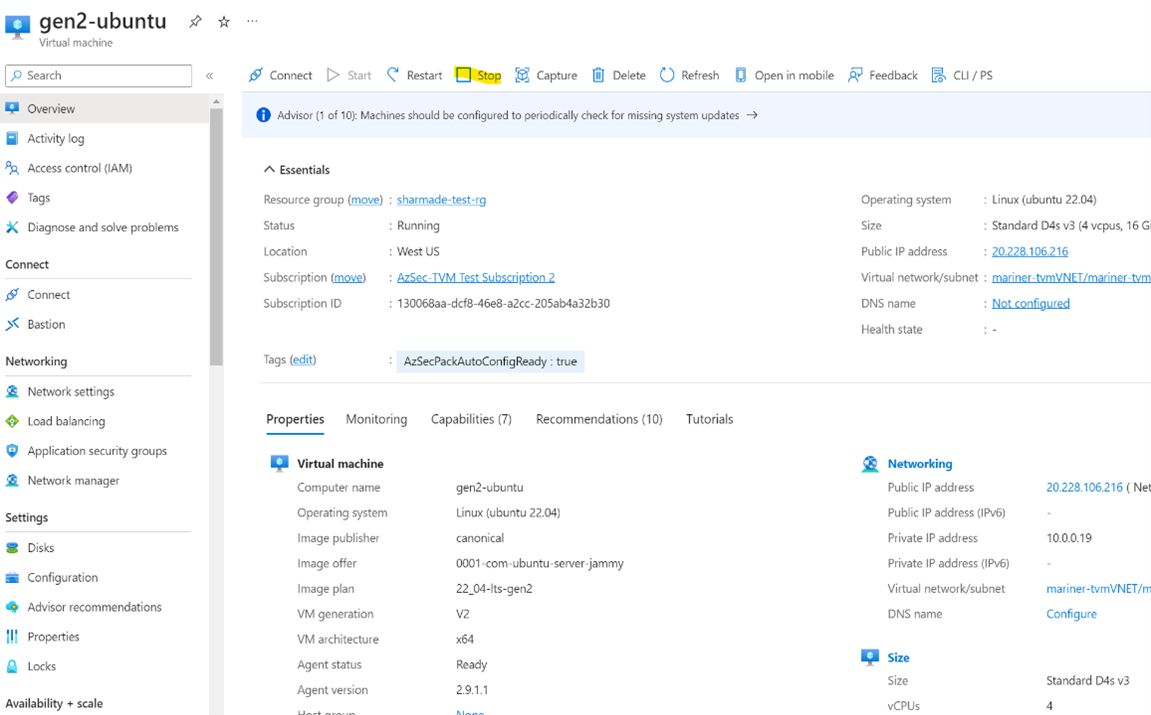 gen2-ubuntu
Virtual machine
Search
Connect Start Restart Stop Capture Delete Refresh Open in mobile Feedback CLI / PS
Advisor (1 of 10): Machines should be configured to periodically check for missing system updates →
Overview
Activity log
Access control (IAM)
Tags
Diagnose and solve problems
Connect
Connect
Bastion
Networking
Network settings
Load balancing
Application security groups
Network manager
Settings
Disks
Configuration
Advisor recommendations
Properties
Locks
Availability + scale
Essentials
Resource group (move) : sharmade-test-rg
Status : Running
Location : West US
Subscription (move) : AzSec-TVM Test Subscription 2
Subscription ID : 130068aa-dcf8-46e8-a2cc-205ab4a32b30
Operating system : Linux (ubuntu 22.04)
Size : Standard D4s v3 (4 vcpus, 16 Gi
Public IP address : 20.228.106.216
Virtual network/subnet : mariner-tvmVNET/mariner-tvm
DNS name : Not configured
Health state : -
Tags (edit) : AzSecPackAutoConfigReady : true
Properties Monitoring Capabilities (7) Recommendations (10) Tutorials
Virtual machine
Computer name gen2-ubuntu
Operating system Linux (ubuntu 22.04)
Image publisher canonical
Image offer 0001-com-ubuntu-server-jammy
Image plan 22_04-lts-gen2
VM generation V2
VM architecture x64
Agent status Ready
Agent version 2.9.1.1
Host group None
Networking
Public IP address 20.228.106.216 ( Net
Public IP address (IPv6) -
Private IP address 10.0.0.19
Private IP address (IPv6) -
Virtual network/subnet mariner-tvmVNET/m
DNS name Configure
Size
Size Standard D4s v3
vCPUs 4